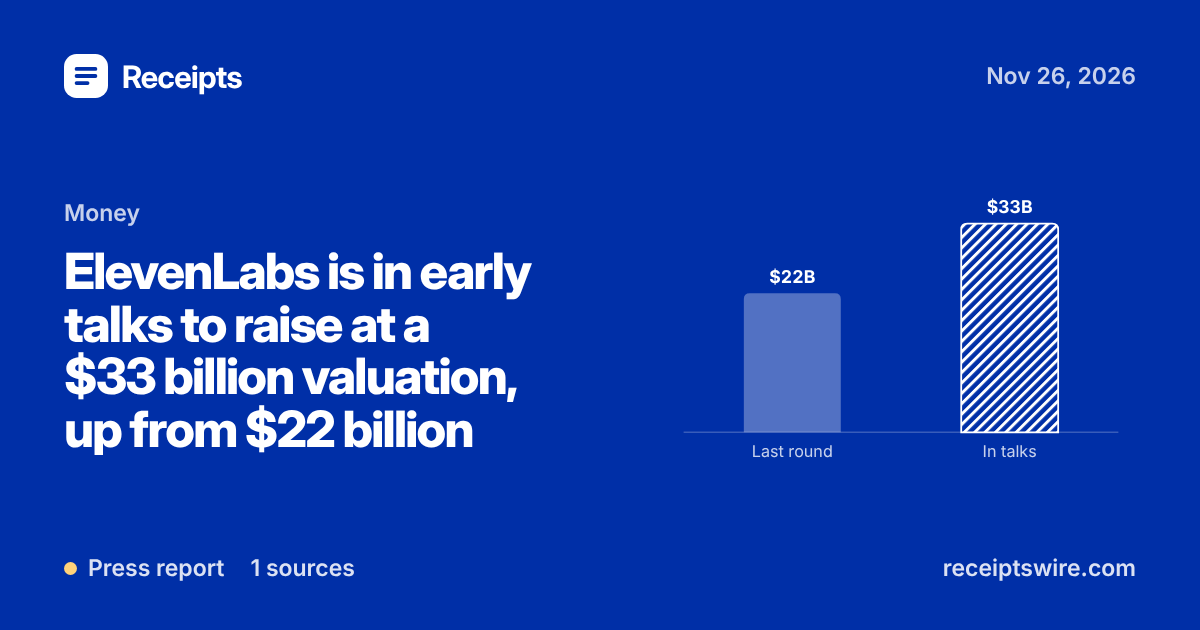 Receipts
Nov 26, 2026
Money
ElevenLabs is in early
talks to raise at a
$33 billion valuation,
up from $22 billion
$22B
$33B
Last round
In talks
Press report
1 sources
receiptswire.com